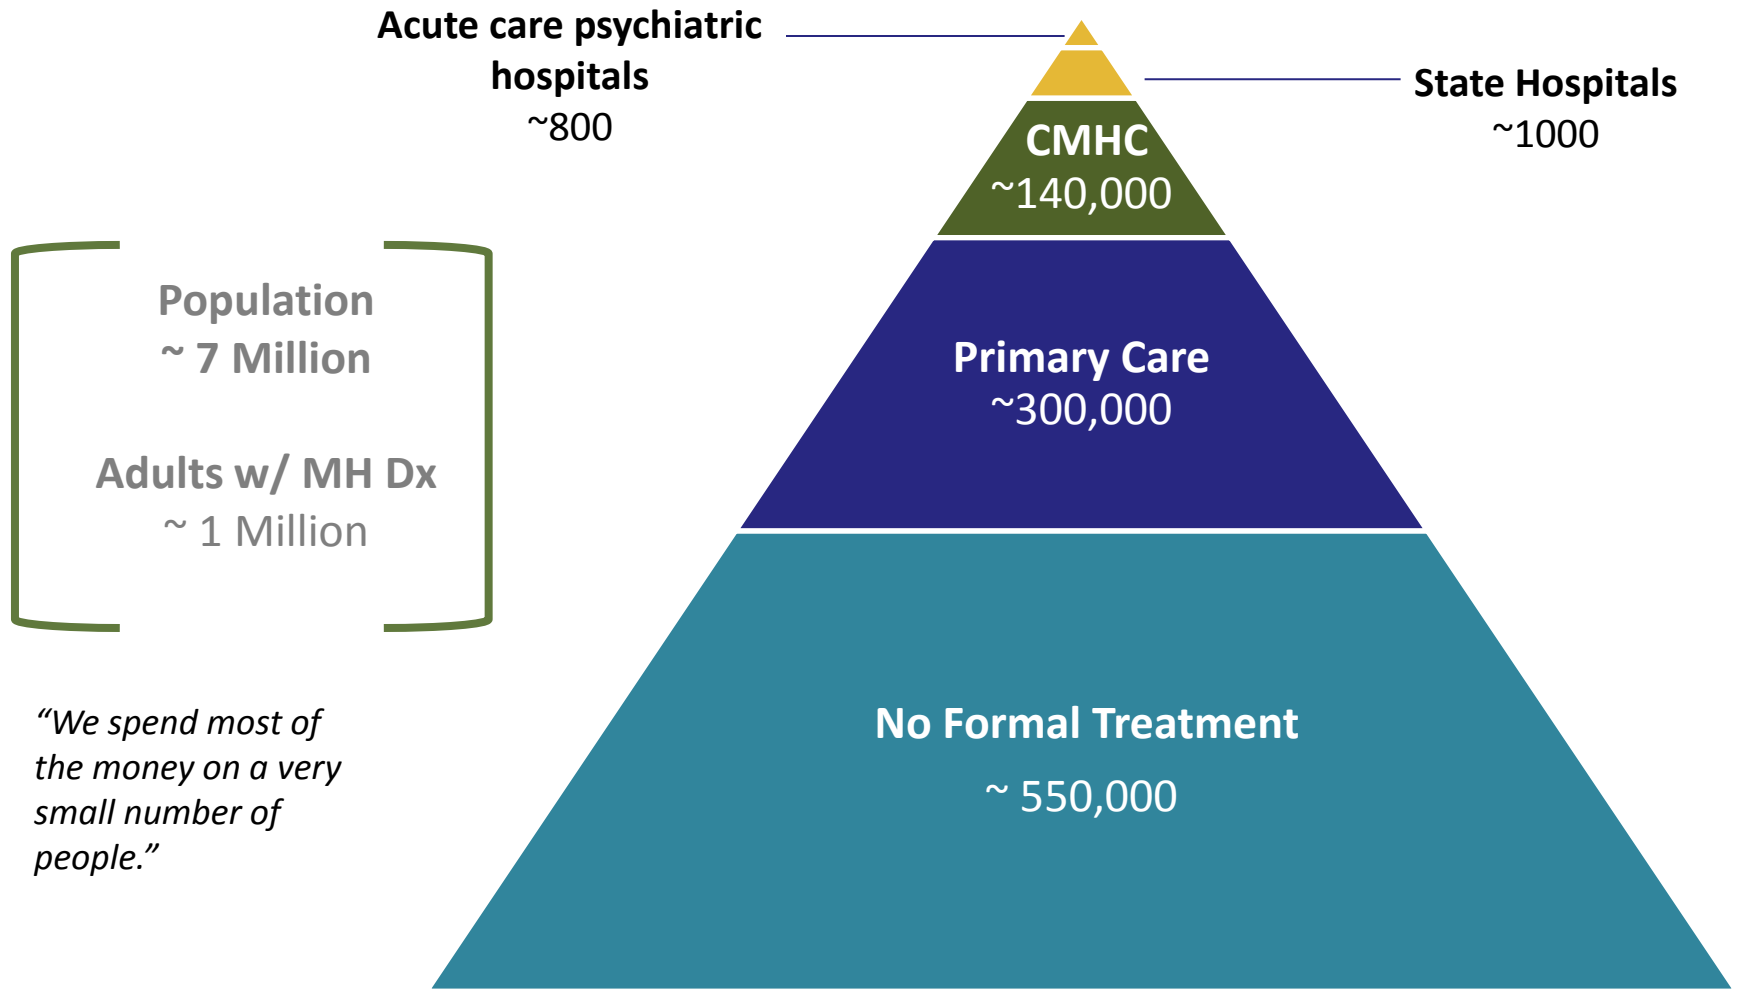 Acute care psychiatric
hospitals
~800
State Hospitals
~1000
CMHC
~140,000
Population
~ 7 Million
Adults w/ MH Dx
~ 1 Million
Primary Care
~300,000
No Formal Treatment
~ 550,000
“We spend most of
the money on a very
small number of
people.”